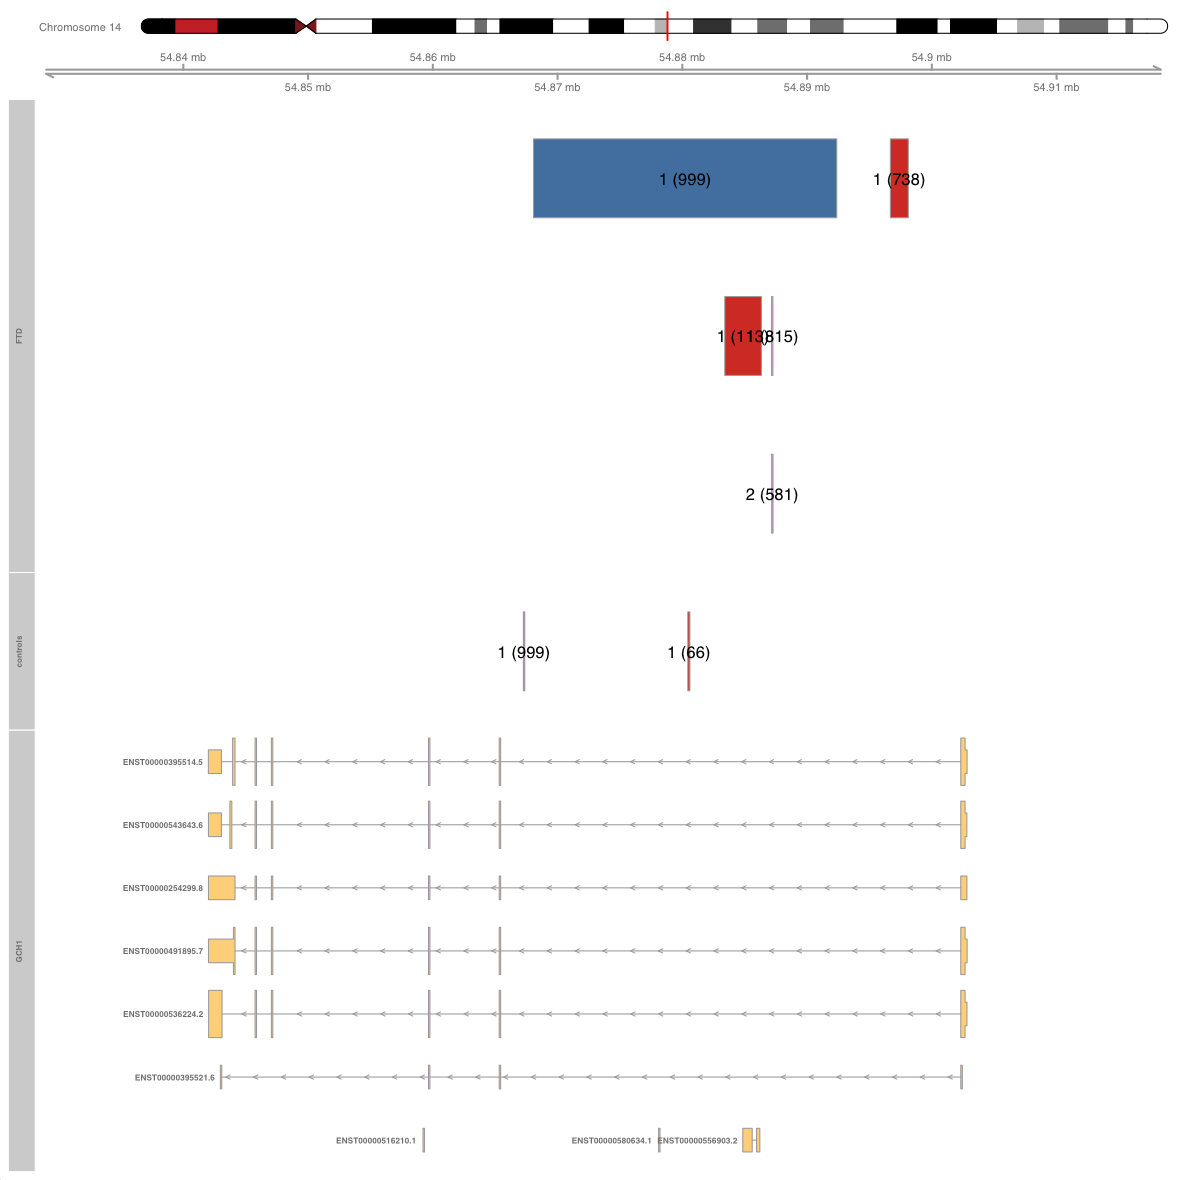 Chromosome 14
54.84 mb
54.86 mb
54.88 mb
54.9 mb
54.85 mb
54.87 mb
54.89 mb
54.91 mb
FTD
1 (999)
1 (738)
1 (113)
(815)
2 (581)
controls
1 (999)
1 (66)
GCH1
ENST00000395514.5
ENST00000543643.6
ENST00000254299.8
ENST00000491895.7
ENST00000536224.2
ENST00000395521.6
ENST00000516210.1
ENST00000580634.1
ENST00000556903.2